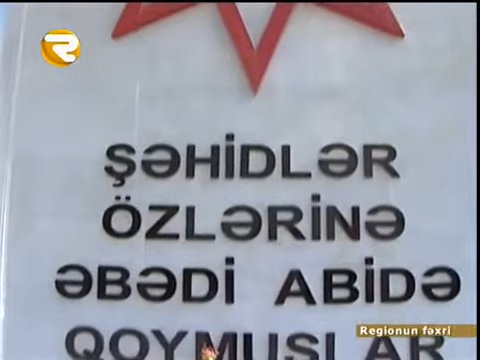 R
ŞƏHİDLƏR
ÖZLƏRİNƏ
ƏBƏDİ ABİDƏ
QOYMUŞLAR
Regionun fəxri